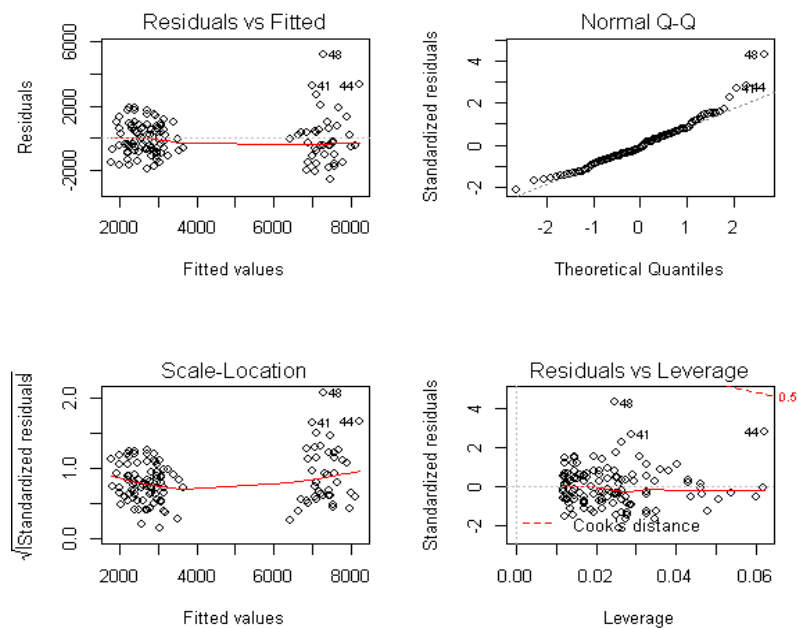 Residuals vs Fitted
Residuals
6000
2000
-2000
48
41
44
2000 4000 6000 8000
Fitted values
Normal Q-Q
Standardized residuals
4
2
0
-2
48
41
44
-2 -1 0 1 2
Theoretical Quantiles
Scale-Location
√|Standardized residuals|
2.0
1.0
0.0
48
41
44
2000 4000 6000 8000
Fitted values
Residuals vs Leverage
Standardized residuals
4
2
0
-2
48
41
44
0.5
Cook's distance
0.00 0.02 0.04 0.06
Leverage